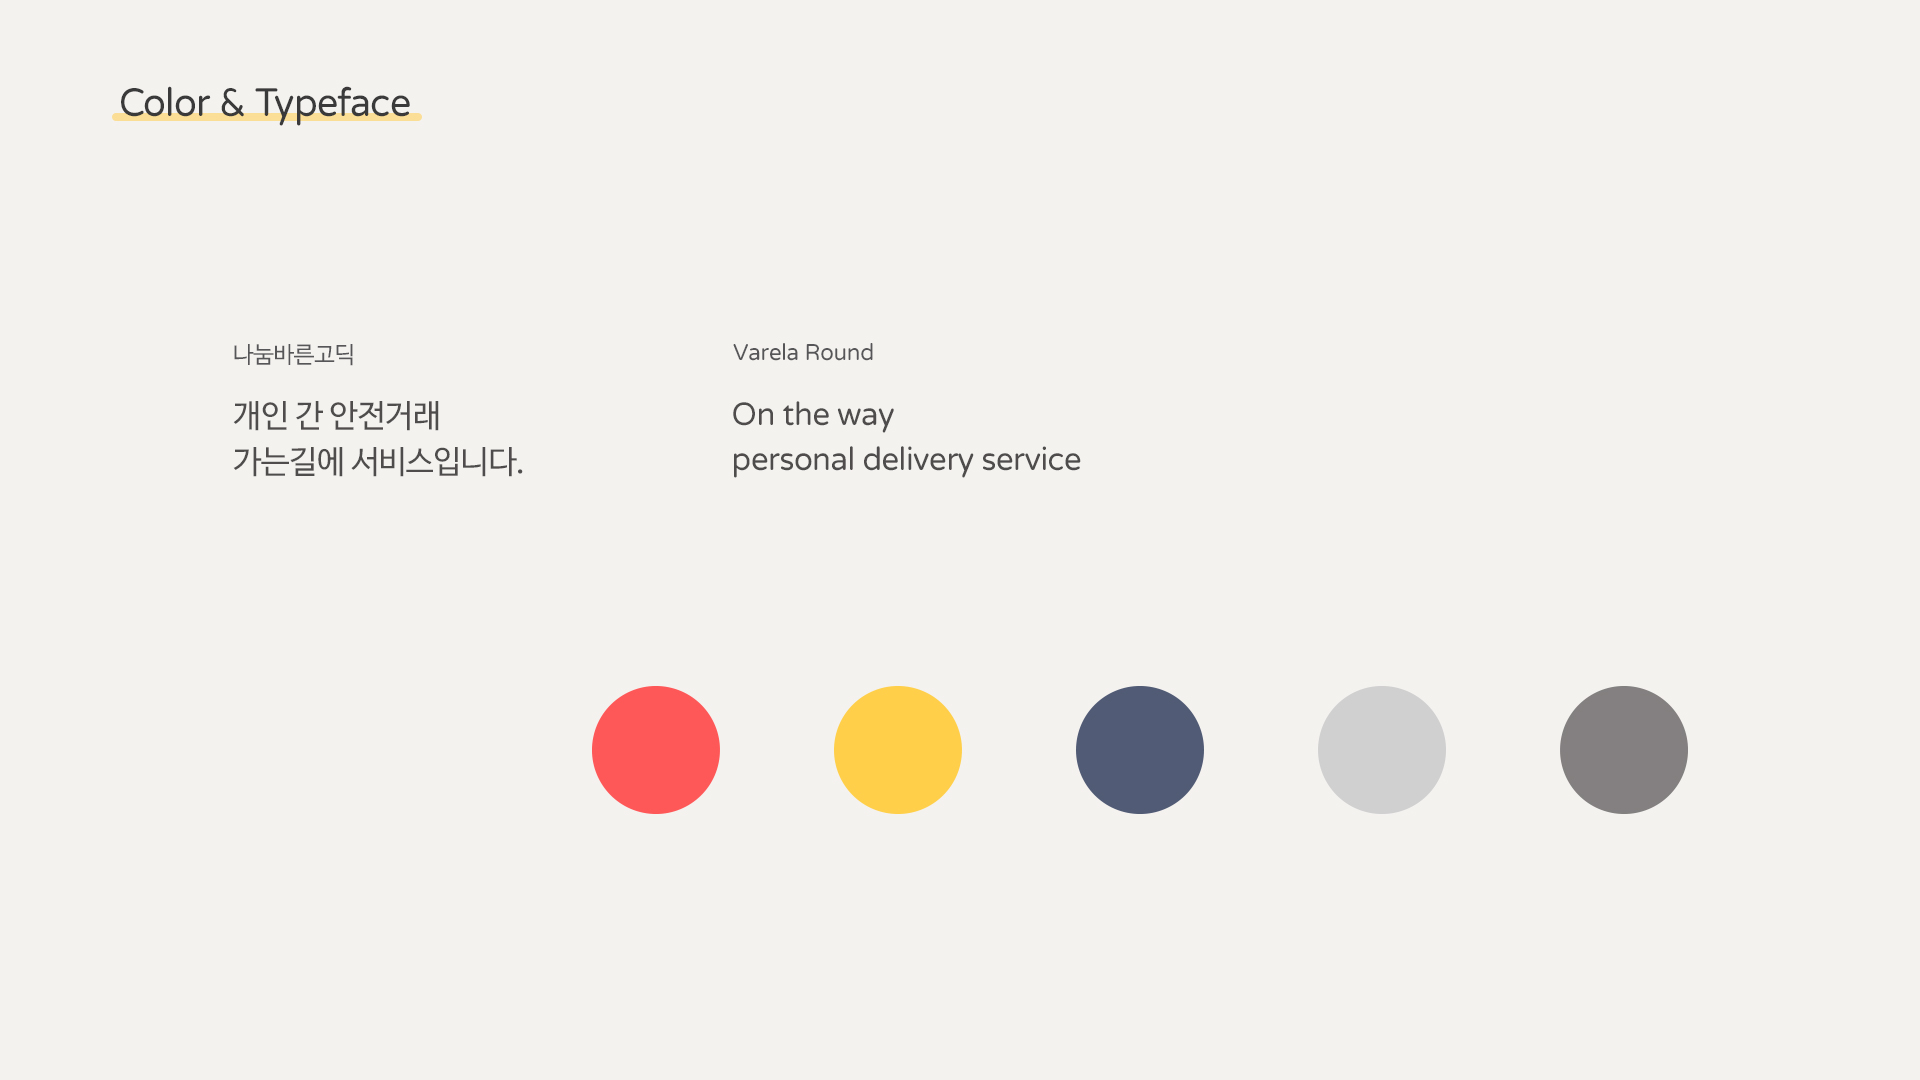 Color & Typeface
나눔바른고딕
개인 간 안전거래
가는길에 서비스입니다.
Varela Round
On the way
personal delivery service